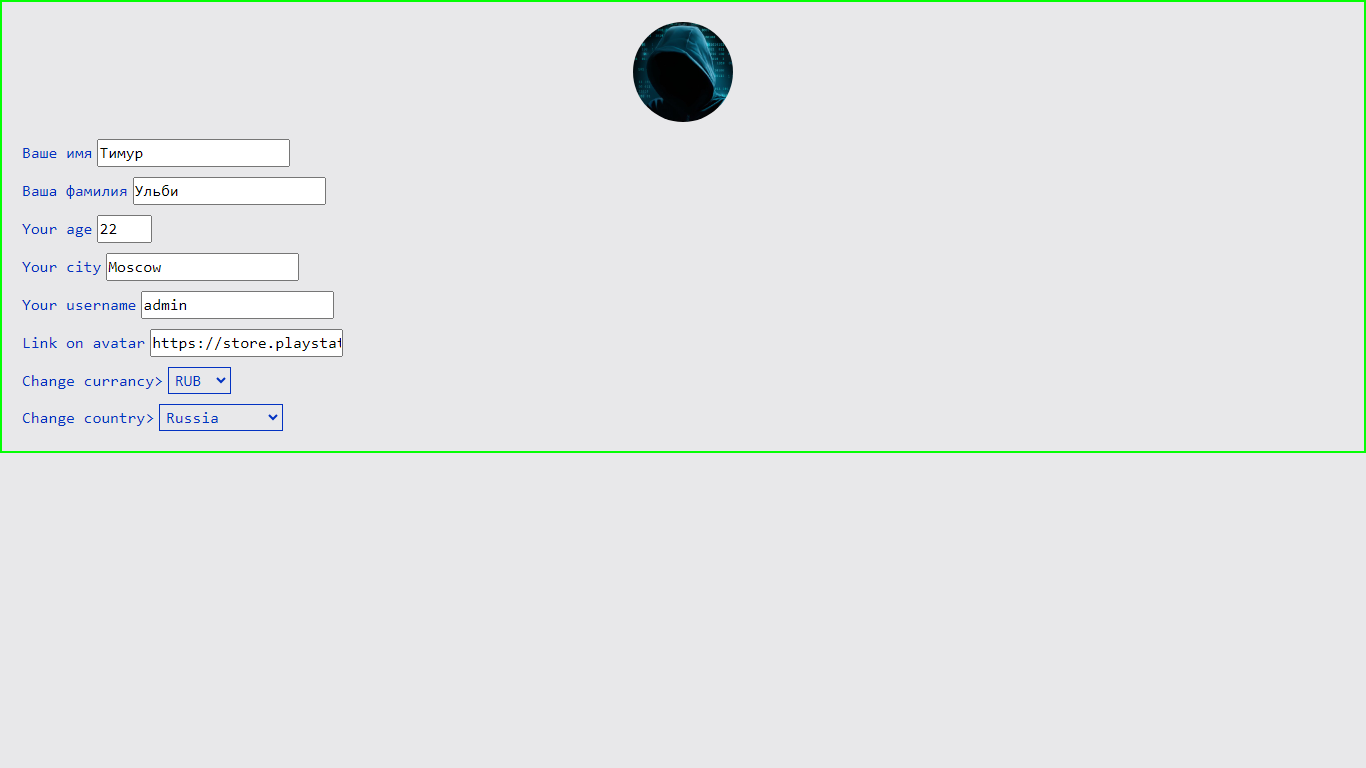 Ваше имя Тимур
Ваша фамилия Ульби
Your age 22
Your city Moscow
Your username admin
Link on avatar https://store.playstat
Change currancy> RUB
Change country> Russia